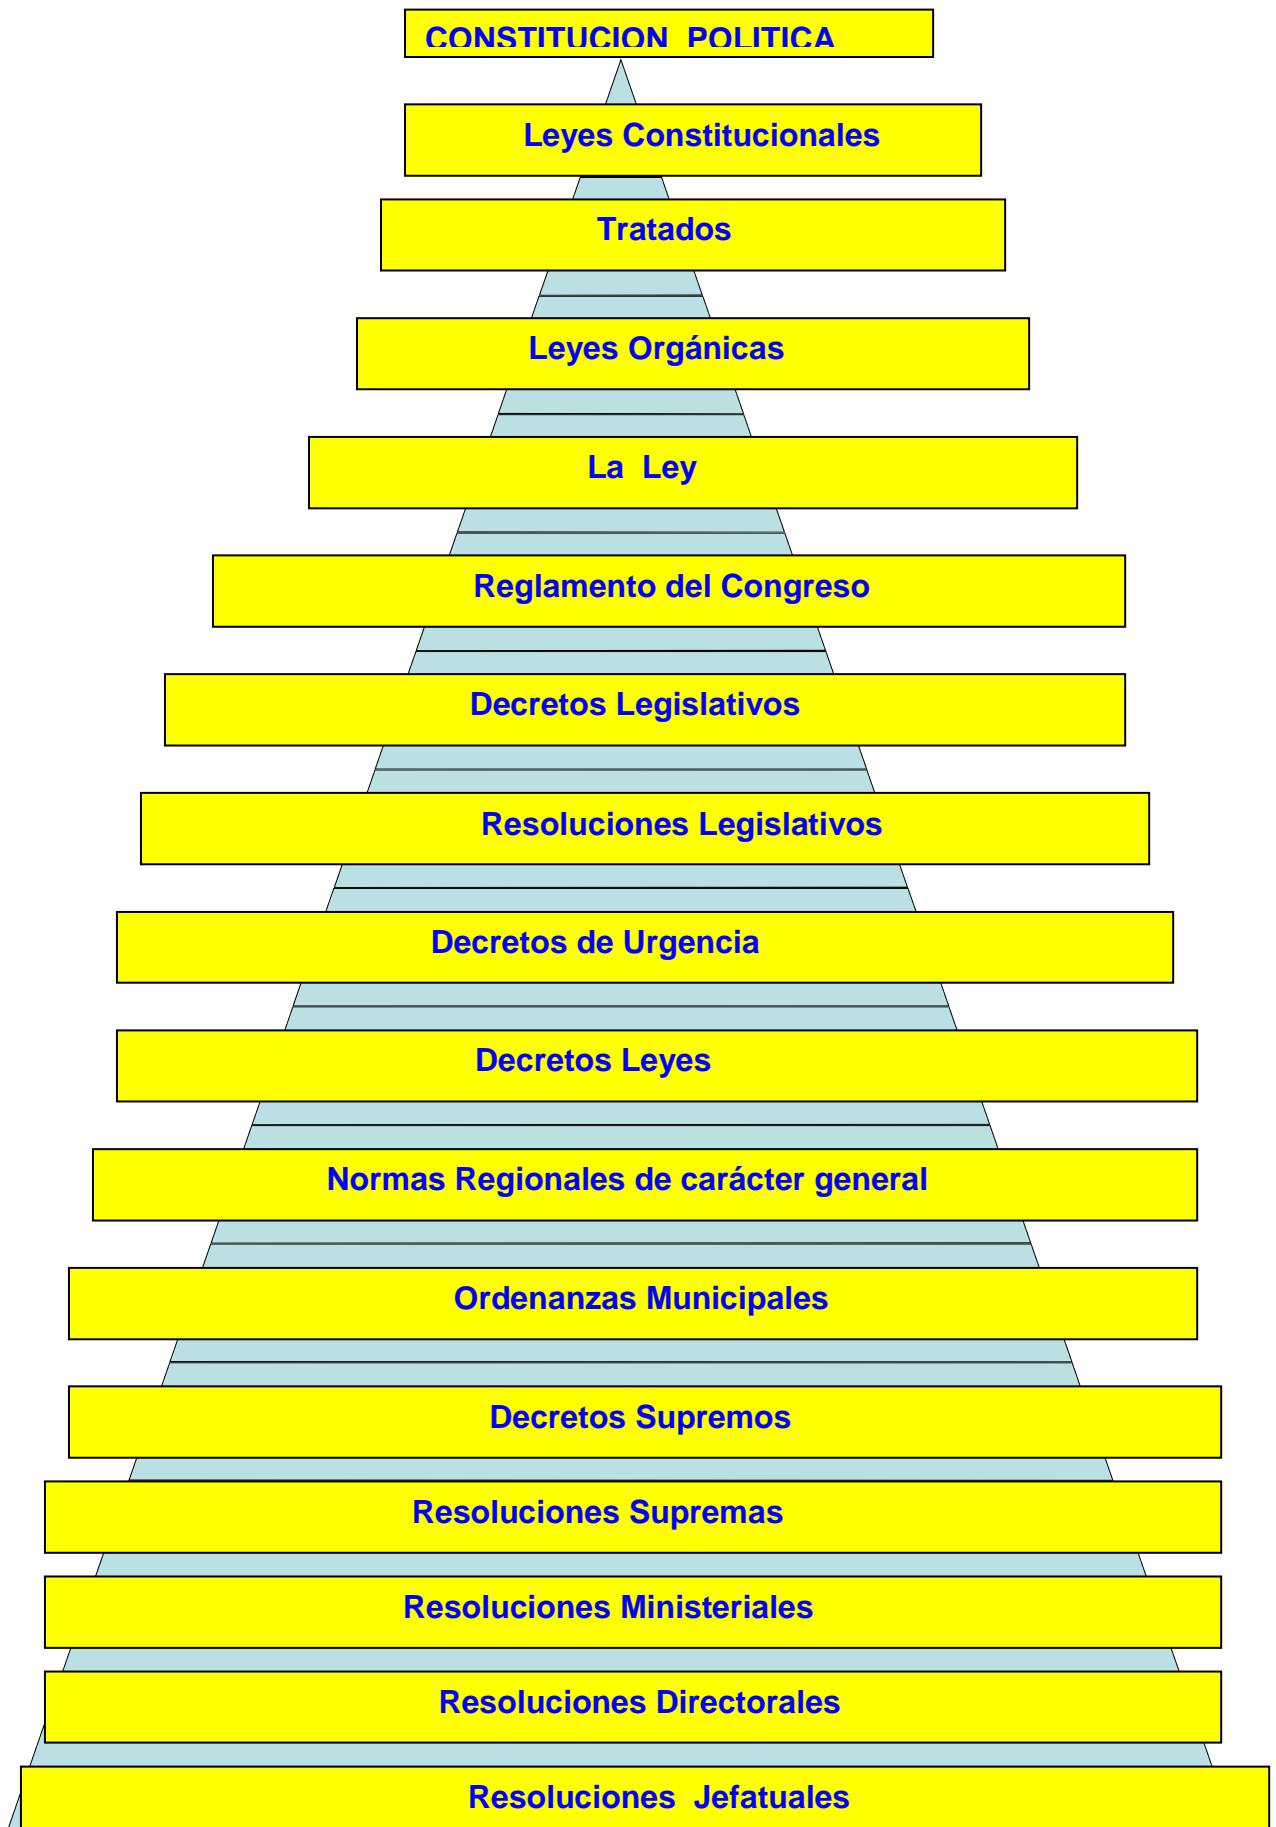 CONSTITUCION POLITICA
Leyes Constitucionales
Tratados
Leyes Orgánicas
La Ley
Reglamento del Congreso
Decretos Legislativos
Resoluciones Legislativos
Decretos de Urgencia
Decretos Leyes
Normas Regionales de carácter general
Ordenanzas Municipales
Decretos Supremos
Resoluciones Supremas
Resoluciones Ministeriales
Resoluciones Directorales
Resoluciones Jefatuales